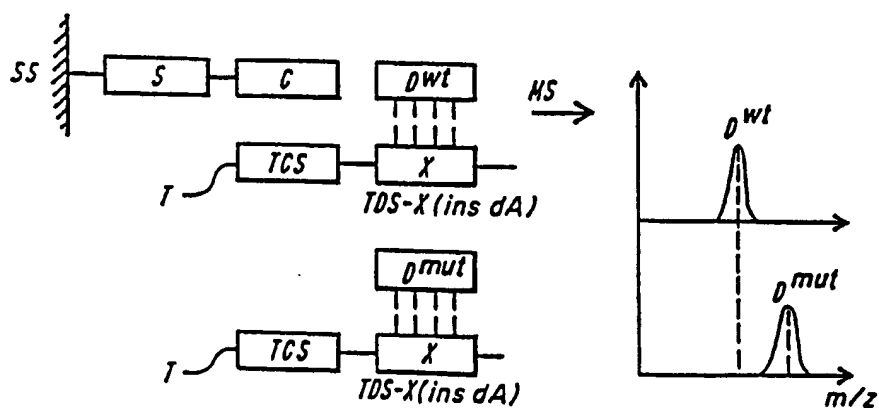 SS S C D^wt MS
T TCS X
TDS-X(ins dA)
D^mut
T TCS X
TDS-X(ins dA)
D^wt
D^mut
m/z